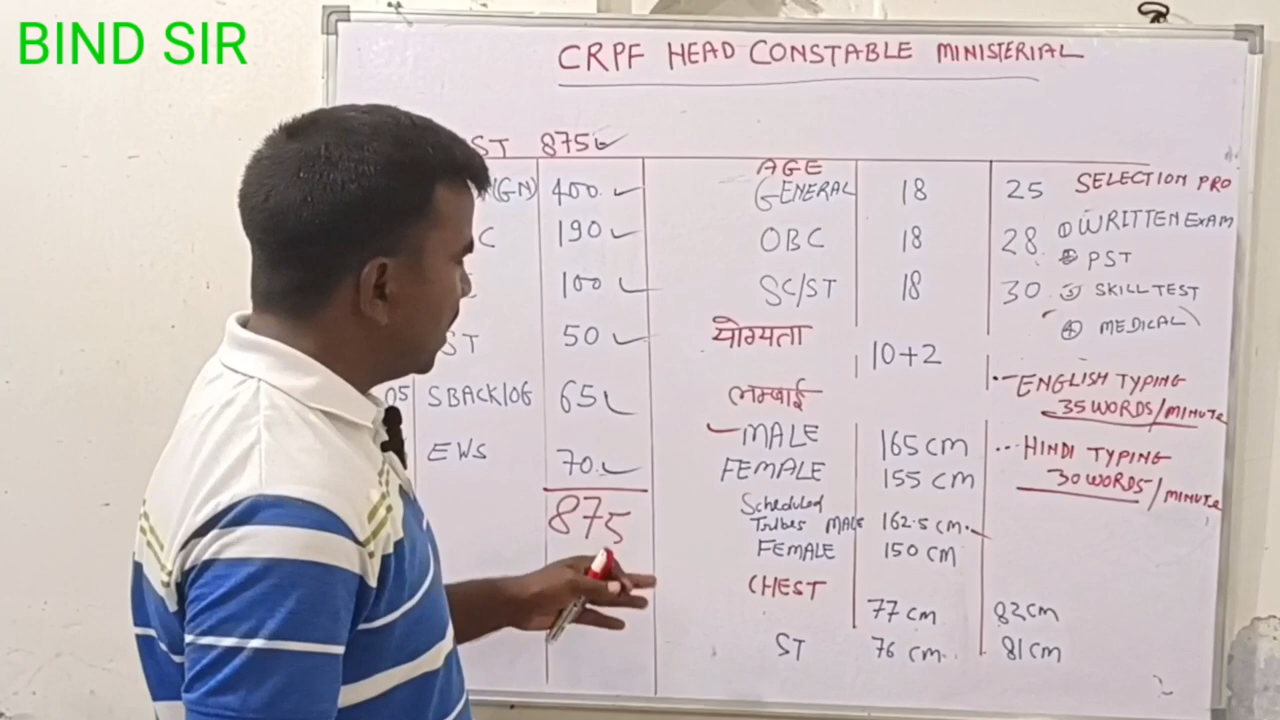 BIND SIR
CRPF HEAD CONSTABLE MINISTERIAL
ST 875
(GN) 400
C 190
100
ST 50
05 SBACKLOG 65
EWS 70
875
AGE
GENERAL 18 25
OBC 18 28
SC/ST 18 30
योग्यता 10+2
लम्बाई
MALE 165 cm
FEMALE 155 cm
Scheduled
Tribes MALE 162.5 cm.
FEMALE 150 cm
CHEST
77 cm 82 cm
ST 76 cm. 81 cm
SELECTION PRO
① WRITTEN EXAM
② PST
③ SKILL TEST
④ MEDICAL
ENGLISH TYPING
35 WORDS/MINUTE
HINDI TYPING
30 WORDS/MINUTE